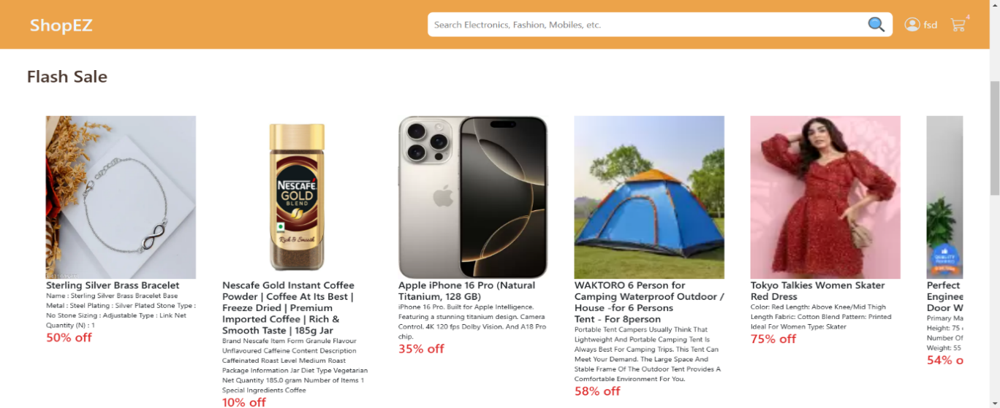 ShopEZ
Search Electronics, Fashion, Mobiles, etc.
fsd
4
Flash Sale
NESCAFÉ
GOLD
BLEND
Rich & Smooth
QUALITY
Sterling Silver Brass Bracelet
Name : Sterling Silver Brass Bracelet Base
Metal : Steel Plating : Silver Plated Stone Type :
No Stone Sizing : Adjustable Type : Link Net
Quantity (N) : 1
50% off
Nescafe Gold Instant Coffee
Powder | Coffee At Its Best |
Freeze Dried | Premium
Imported Coffee | Rich &
Smooth Taste | 185g Jar
Brand Nescafe Item Form Granule Flavour
Unflavoured Caffeine Content Description
Caffeinated Roast Level Medium Roast
Package Information Jar Diet Type Vegetarian
Net Quantity 185.0 gram Number of Items 1
Special Ingredients Coffee
10% off
Apple iPhone 16 Pro (Natural
Titanium, 128 GB)
iPhone 16 Pro. Built for Apple Intelligence.
Featuring a stunning titanium design. Camera
Control. 4K 120 fps Dolby Vision. And A18 Pro
chip.
35% off
WAKTORO 6 Person for
Camping Waterproof Outdoor /
House -for 6 Persons
Tent - For 8person
Portable Tent Campers Usually Think That
Lightweight And Portable Camping Tent Is
Always Best For Camping Trips. This Tent Can
Meet Your Demand. The Large Space And
Stable Frame Of The Outdoor Tent Provides A
Comfortable Environment For You.
58% off
Tokyo Talkies Women Skater
Red Dress
Color: Red Length: Above Knee/Mid Thigh
Length Fabric: Cotton Blend Pattern: Printed
Ideal For Women Type: Skater
75% off
Perfect
Enginee
Door W
Primary Ma
Height: 75
Number Of
Weight: 55
54% o